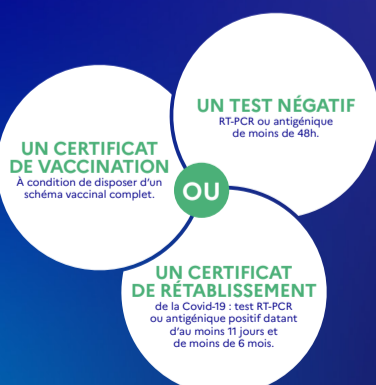 UN TEST NÉGATIF
RT-PCR ou antigénique
de moins de 48h.
UN CERTIFICAT
DE VACCINATION
À condition de disposer d'un
schéma vaccinal complet.
OU
UN CERTIFICAT
DE RÉTABLISSEMENT
de la Covid-19 : test RT-PCR
ou antigénique positif datant
d'au moins 11 jours et
de moins de 6 mois.